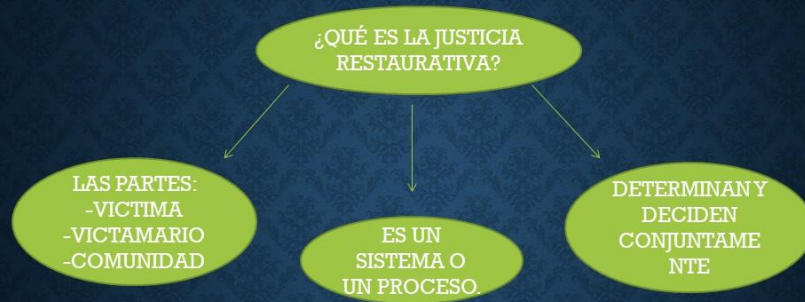 ¿QUÉ ES LA JUSTICIA
RESTAURATIVA?
LAS PARTES:
-VICTIMA
-VICTAMARIO
-COMUNIDAD
ES UN
SISTEMA O
UN PROCESO.
DETERMINAN Y
DECIDEN
CONJUNTAME
NTE